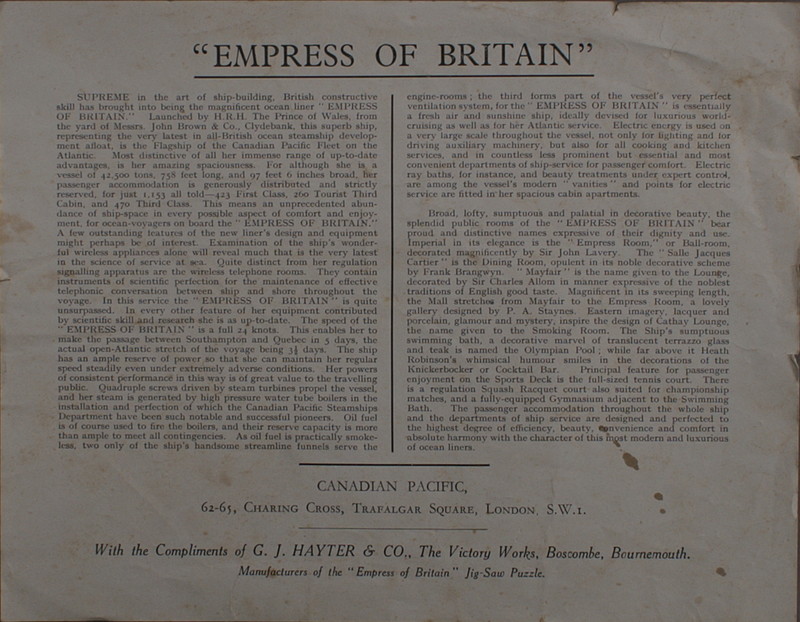 “EMPRESS OF BRITAIN”
SUPREME in the art of ship-building, British constructive
skill has brought into being the magnificent ocean liner “ EMPRESS
OF BRITAIN.” Launched by H.R.H. The Prince of Wales, from
the yard of Messrs. John Brown & Co., Clydebank, this superb ship,
representing the very latest in all-British ocean steamship develop-
ment afloat, is the Flagship of the Canadian Pacific Fleet on the
Atlantic. Most distinctive of all her immense range of up-to-date
advantages, is her amazing spaciousness. For although she is a
vessel of 42,500 tons, 758 feet long, and 97 feet 6 inches broad, her
passenger accommodation is generously distributed and strictly
reserved, for just 1,153 all told—423 First Class, 260 Tourist Third
Cabin, and 470 Third Class. This means an unprecedented abun-
dance of ship-space in every possible aspect of comfort and enjoy-
ment, for ocean-voyagers on board the “ EMPRESS OF BRITAIN.”
A few outstanding features of the new liner's design and equipment
might perhaps be of interest. Examination of the ship's wonder-
ful wireless appliances alone will reveal much that is the very latest
in the science of service at sea. Quite distinct from her regulation
signalling apparatus are the wireless telephone rooms. They contain
instruments of scientific perfection for the maintenance of effective
telephonic conversation between ship and shore throughout the
voyage. In this service the “ EMPRESS OF BRITAIN ” is quite
unsurpassed. In every other feature of her equipment contributed
by scientific skill and research she is as up-to-date. The speed of the
“ EMPRESS OF BRITAIN ” is a full 24 knots. This enables her to
make the passage between Southampton and Quebec in 5 days, the
actual open-Atlantic stretch of the voyage being 3½ days. The ship
has an ample reserve of power so that she can maintain her regular
speed steadily even under extremely adverse conditions. Her powers
of consistent performance in this way is of great value to the travelling
public. Quadruple screws driven by steam turbines propel the vessel,
and her steam is generated by high pressure water tube boilers in the
installation and perfection of which the Canadian Pacific Steamships
Department have been such notable and successful pioneers. Oil fuel
is of course used to fire the boilers, and their reserve capacity is more
than ample to meet all contingencies. As oil fuel is practically smoke-
less, two only of the ship's handsome streamline funnels serve the
engine-rooms ; the third forms part of the vessel's very perfect
ventilation system, for the “ EMPRESS OF BRITAIN ” is essentially
a fresh air and sunshine ship, ideally devised for luxurious world-
cruising as well as for her Atlantic service. Electric energy is used on
a very large scale throughout the vessel, not only for lighting and for
driving auxiliary machinery, but also for all cooking and kitchen
services, and in countless less prominent but essential and most
convenient departments of ship-service for passenger comfort. Electric
ray baths, for instance, and beauty treatments under expert control,
are among the vessel's modern “ vanities ” and points for electric
service are fitted in her spacious cabin apartments.
Broad, lofty, sumptuous and palatial in decorative beauty, the
splendid public rooms of the “ EMPRESS OF BRITAIN ” bear
proud and distinctive names expressive of their dignity and use.
Imperial in its elegance is the “ Empress Room,” or Ball-room,
decorated magnificently by Sir John Lavery. The “ Salle Jacques
Cartier ” is the Dining Room, opulent in its noble decorative scheme
by Frank Brangwyn. “ Mayfair ” is the name given to the Lounge,
decorated by Sir Charles Allom in manner expressive of the noblest
traditions of English good taste. Magnificent in its sweeping length,
the Mall stretches from Mayfair to the Empress Room, a lovely
gallery designed by P. A. Staynes. Eastern imagery, lacquer and
porcelain, glamour and mystery, inspire the design of Cathay Lounge,
the name given to the Smoking Room. The Ship's sumptuous
swimming bath, a decorative marvel of translucent terrazzo glass
and teak is named the Olympian Pool ; while far above it Heath
Robinson's whimsical humour smiles in the decorations of the
Knickerbocker or Cocktail Bar. Principal feature for passenger
enjoyment on the Sports Deck is the full-sized tennis court. There
is a regulation Squash Racquet court also suited for championship
matches, and a fully-equipped Gymnasium adjacent to the Swimming
Bath. The passenger accommodation throughout the whole ship
and the departments of ship service are designed and perfected to
the highest degree of efficiency, beauty, convenience and comfort in
absolute harmony with the character of this most modern and luxurious
of ocean liners.
CANADIAN PACIFIC,
62-65, Charing Cross, Trafalgar Square, London, S.W.1.
With the Compliments of G. J. HAYTER & CO., The Victory Works, Boscombe, Bournemouth.
Manufacturers of the “Empress of Britain” Jig-Saw Puzzle.